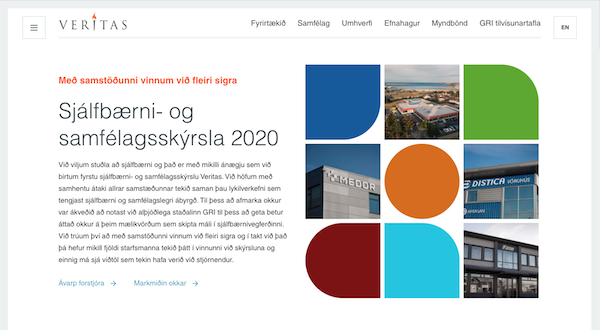 VERITAS
Fyrirtækið Samfélag Umhverfi Efnahagur Myndbönd GRI tilvísunartafla
EN
Með samstöðunni vinnum við fleiri sigra
Sjálfbærni- og
samfélagsskýrsla 2020
Við viljum stuðla að sjálfbærni og það er með mikilli ánægju sem við
birtum fyrstu sjálfbærni- og samfélagsskýrslu Veritas. Við höfum með
samhentu átaki allrar samstæðunnar tekið saman þau lykilverkefni sem
tengjast sjálfbærni og samfélagslegri ábyrgð. Til þess að afmarka okkur
var ákveðið að notast við alþjóðlega staðalinn GRI til þess að geta betur
áttað okkur á þeim mælikvörðum sem skipta máli í sjálfbærnivegferðinni.
Við trúum því að með samstöðunni vinnum við fleiri sigra og í takt við það
þá hefur mikill fjöldi starfsmanna tekið þátt í vinnunni við skýrsluna og
einnig má sjá viðtöl sem tekin hafa verið við stjórnendur.
Ávarp forstjóra → Markmiðin okkar →
MEDOR
DISTICA VÖRUHÚS